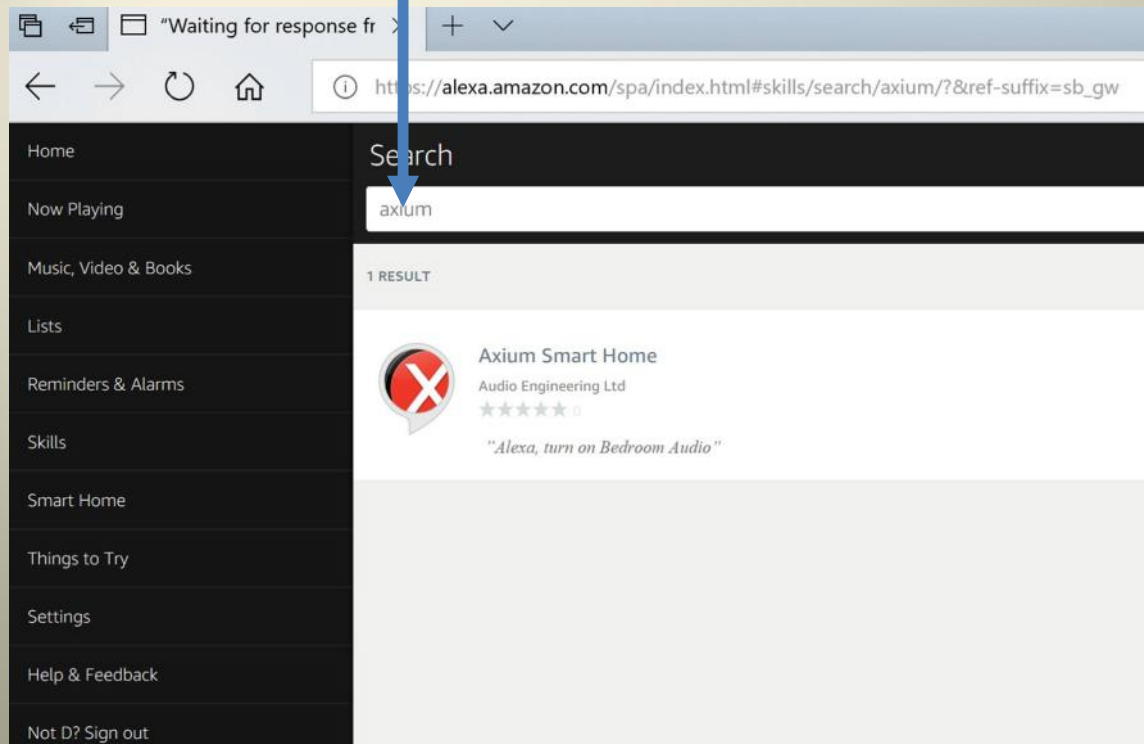 "Waiting for response fr
https://alexa.amazon.com/spa/index.html#skills/search/axium/?&ref-suffix=sb_gw
Home
Now Playing
Music, Video & Books
Lists
Reminders & Alarms
Skills
Smart Home
Things to Try
Settings
Help & Feedback
Not D? Sign out
Search
axium
1 RESULT
Axium Smart Home
Audio Engineering Ltd
0
"Alexa, turn on Bedroom Audio"